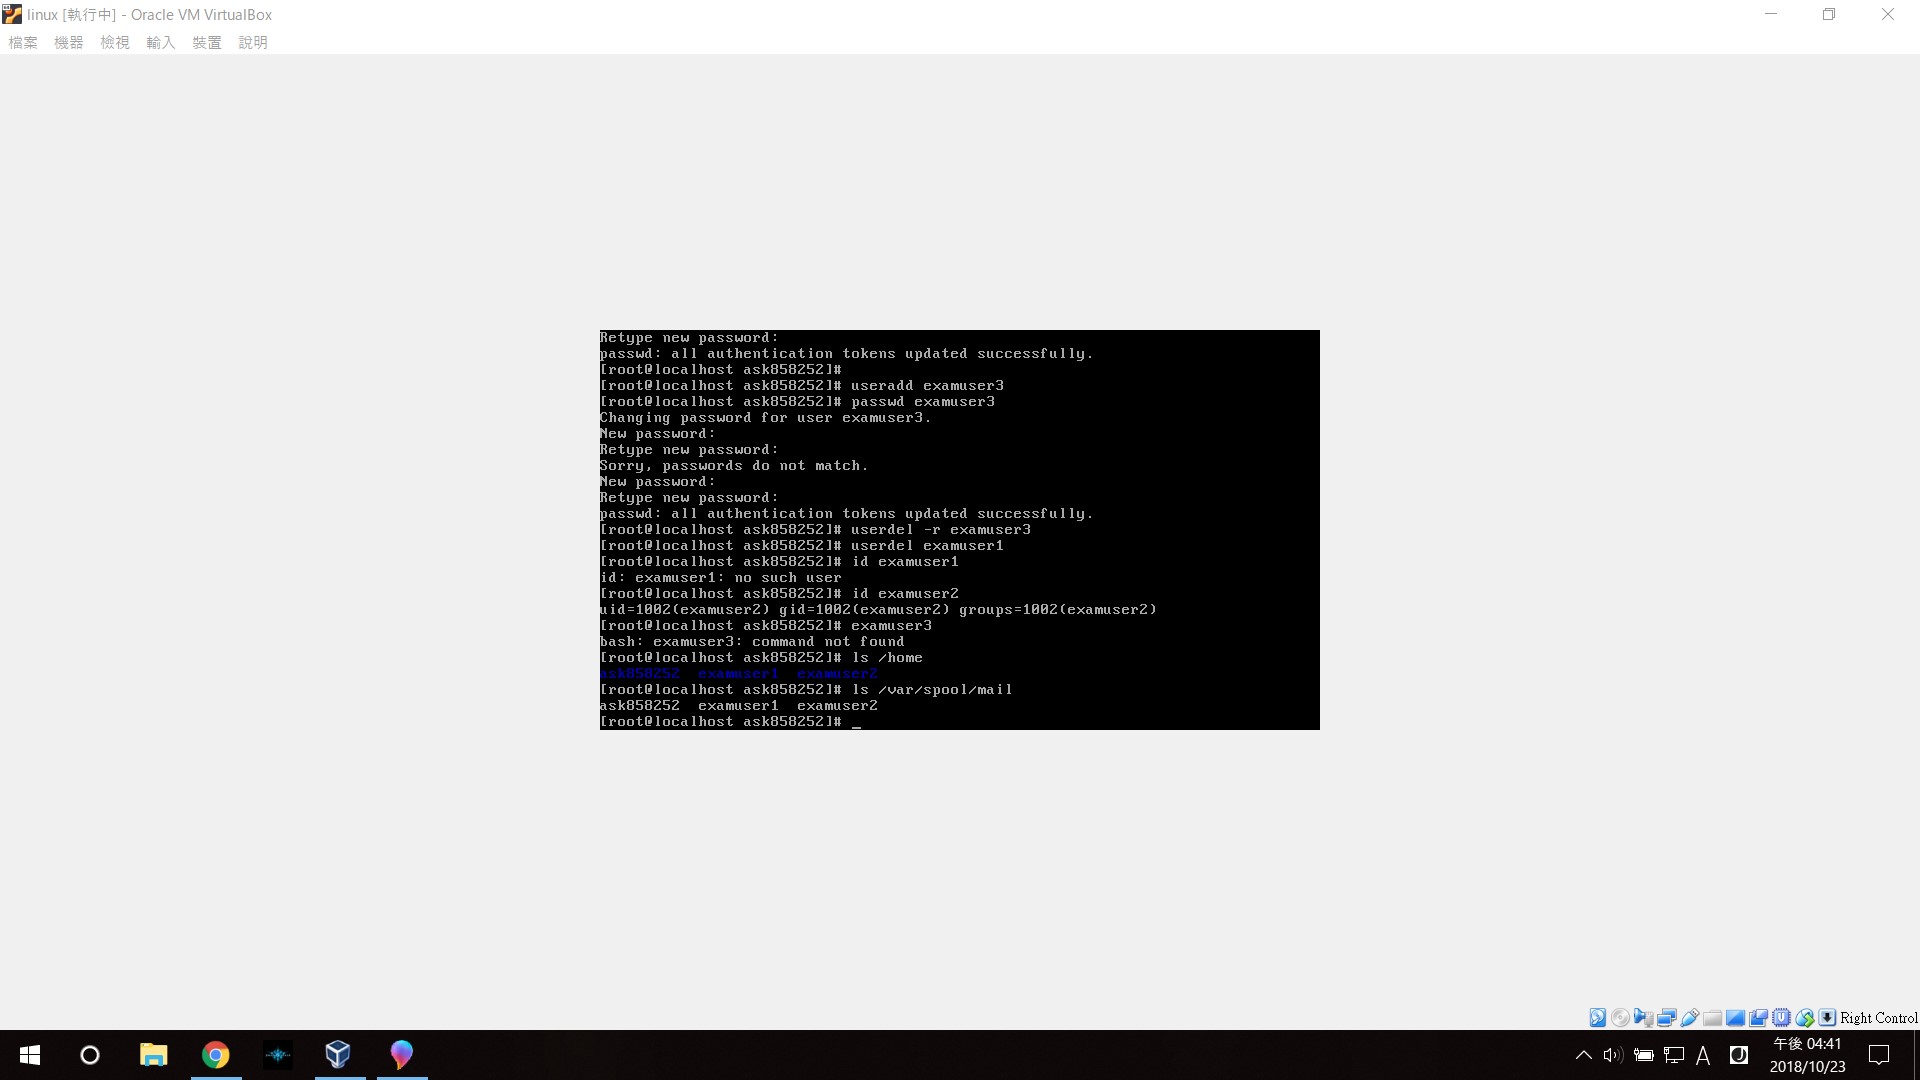 linux [執行中] - Oracle VM VirtualBox
檔案 機器 檢視 輸入 裝置 說明
Retype new password:
passwd: all authentication tokens updated successfully.
[root@localhost ask858252]#
[root@localhost ask858252]# useradd examuser3
[root@localhost ask858252]# passwd examuser3
Changing password for user examuser3.
New password:
Retype new password:
Sorry, passwords do not match.
New password:
Retype new password:
passwd: all authentication tokens updated successfully.
[root@localhost ask858252]# userdel -r examuser3
[root@localhost ask858252]# userdel examuser1
[root@localhost ask858252]# id examuser1
id: examuser1: no such user
[root@localhost ask858252]# id examuser2
uid=1002(examuser2) gid=1002(examuser2) groups=1002(examuser2)
[root@localhost ask858252]# examuser3
bash: examuser3: command not found
[root@localhost ask858252]# ls /home
ask858252  examuser1  examuser2
[root@localhost ask858252]# ls /var/spool/mail
ask858252  examuser1  examuser2
[root@localhost ask858252]# _
Right Control
A
午後 04:41
2018/10/23